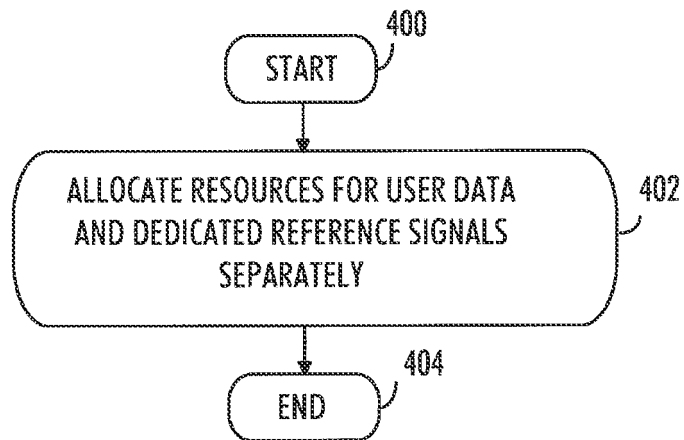 400
START
ALLOCATE RESOURCES FOR USER DATA
AND DEDICATED REFERENCE SIGNALS
SEPARATELY
402
404
END